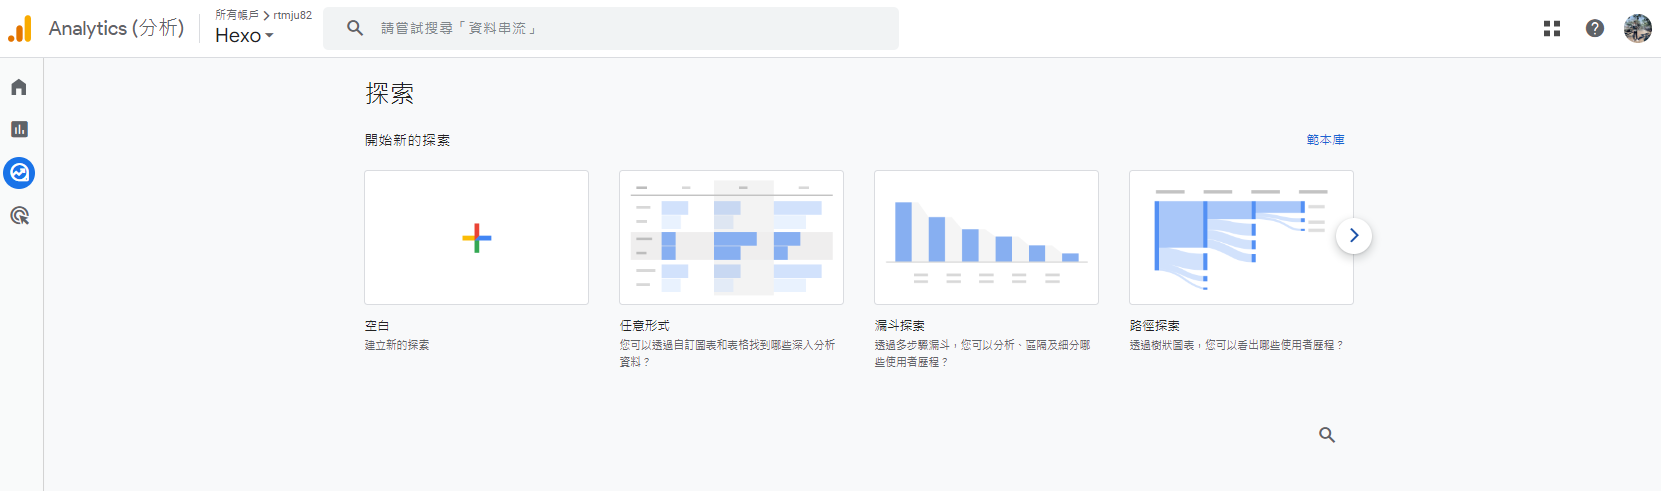 Analytics (分析)
所有帳戶 > rtmju82
Hexo
請嘗試搜尋「資料串流」
探索
開始新的探索
範本庫
空白
建立新的探索
任意形式
您可以透過自訂圖表和表格找到哪些深入分析
資料？
漏斗探索
透過多步驟漏斗，您可以分析、區隔及細分哪
些使用者歷程？
路徑探索
透過樹狀圖表，您可以看出哪些使用者歷程？